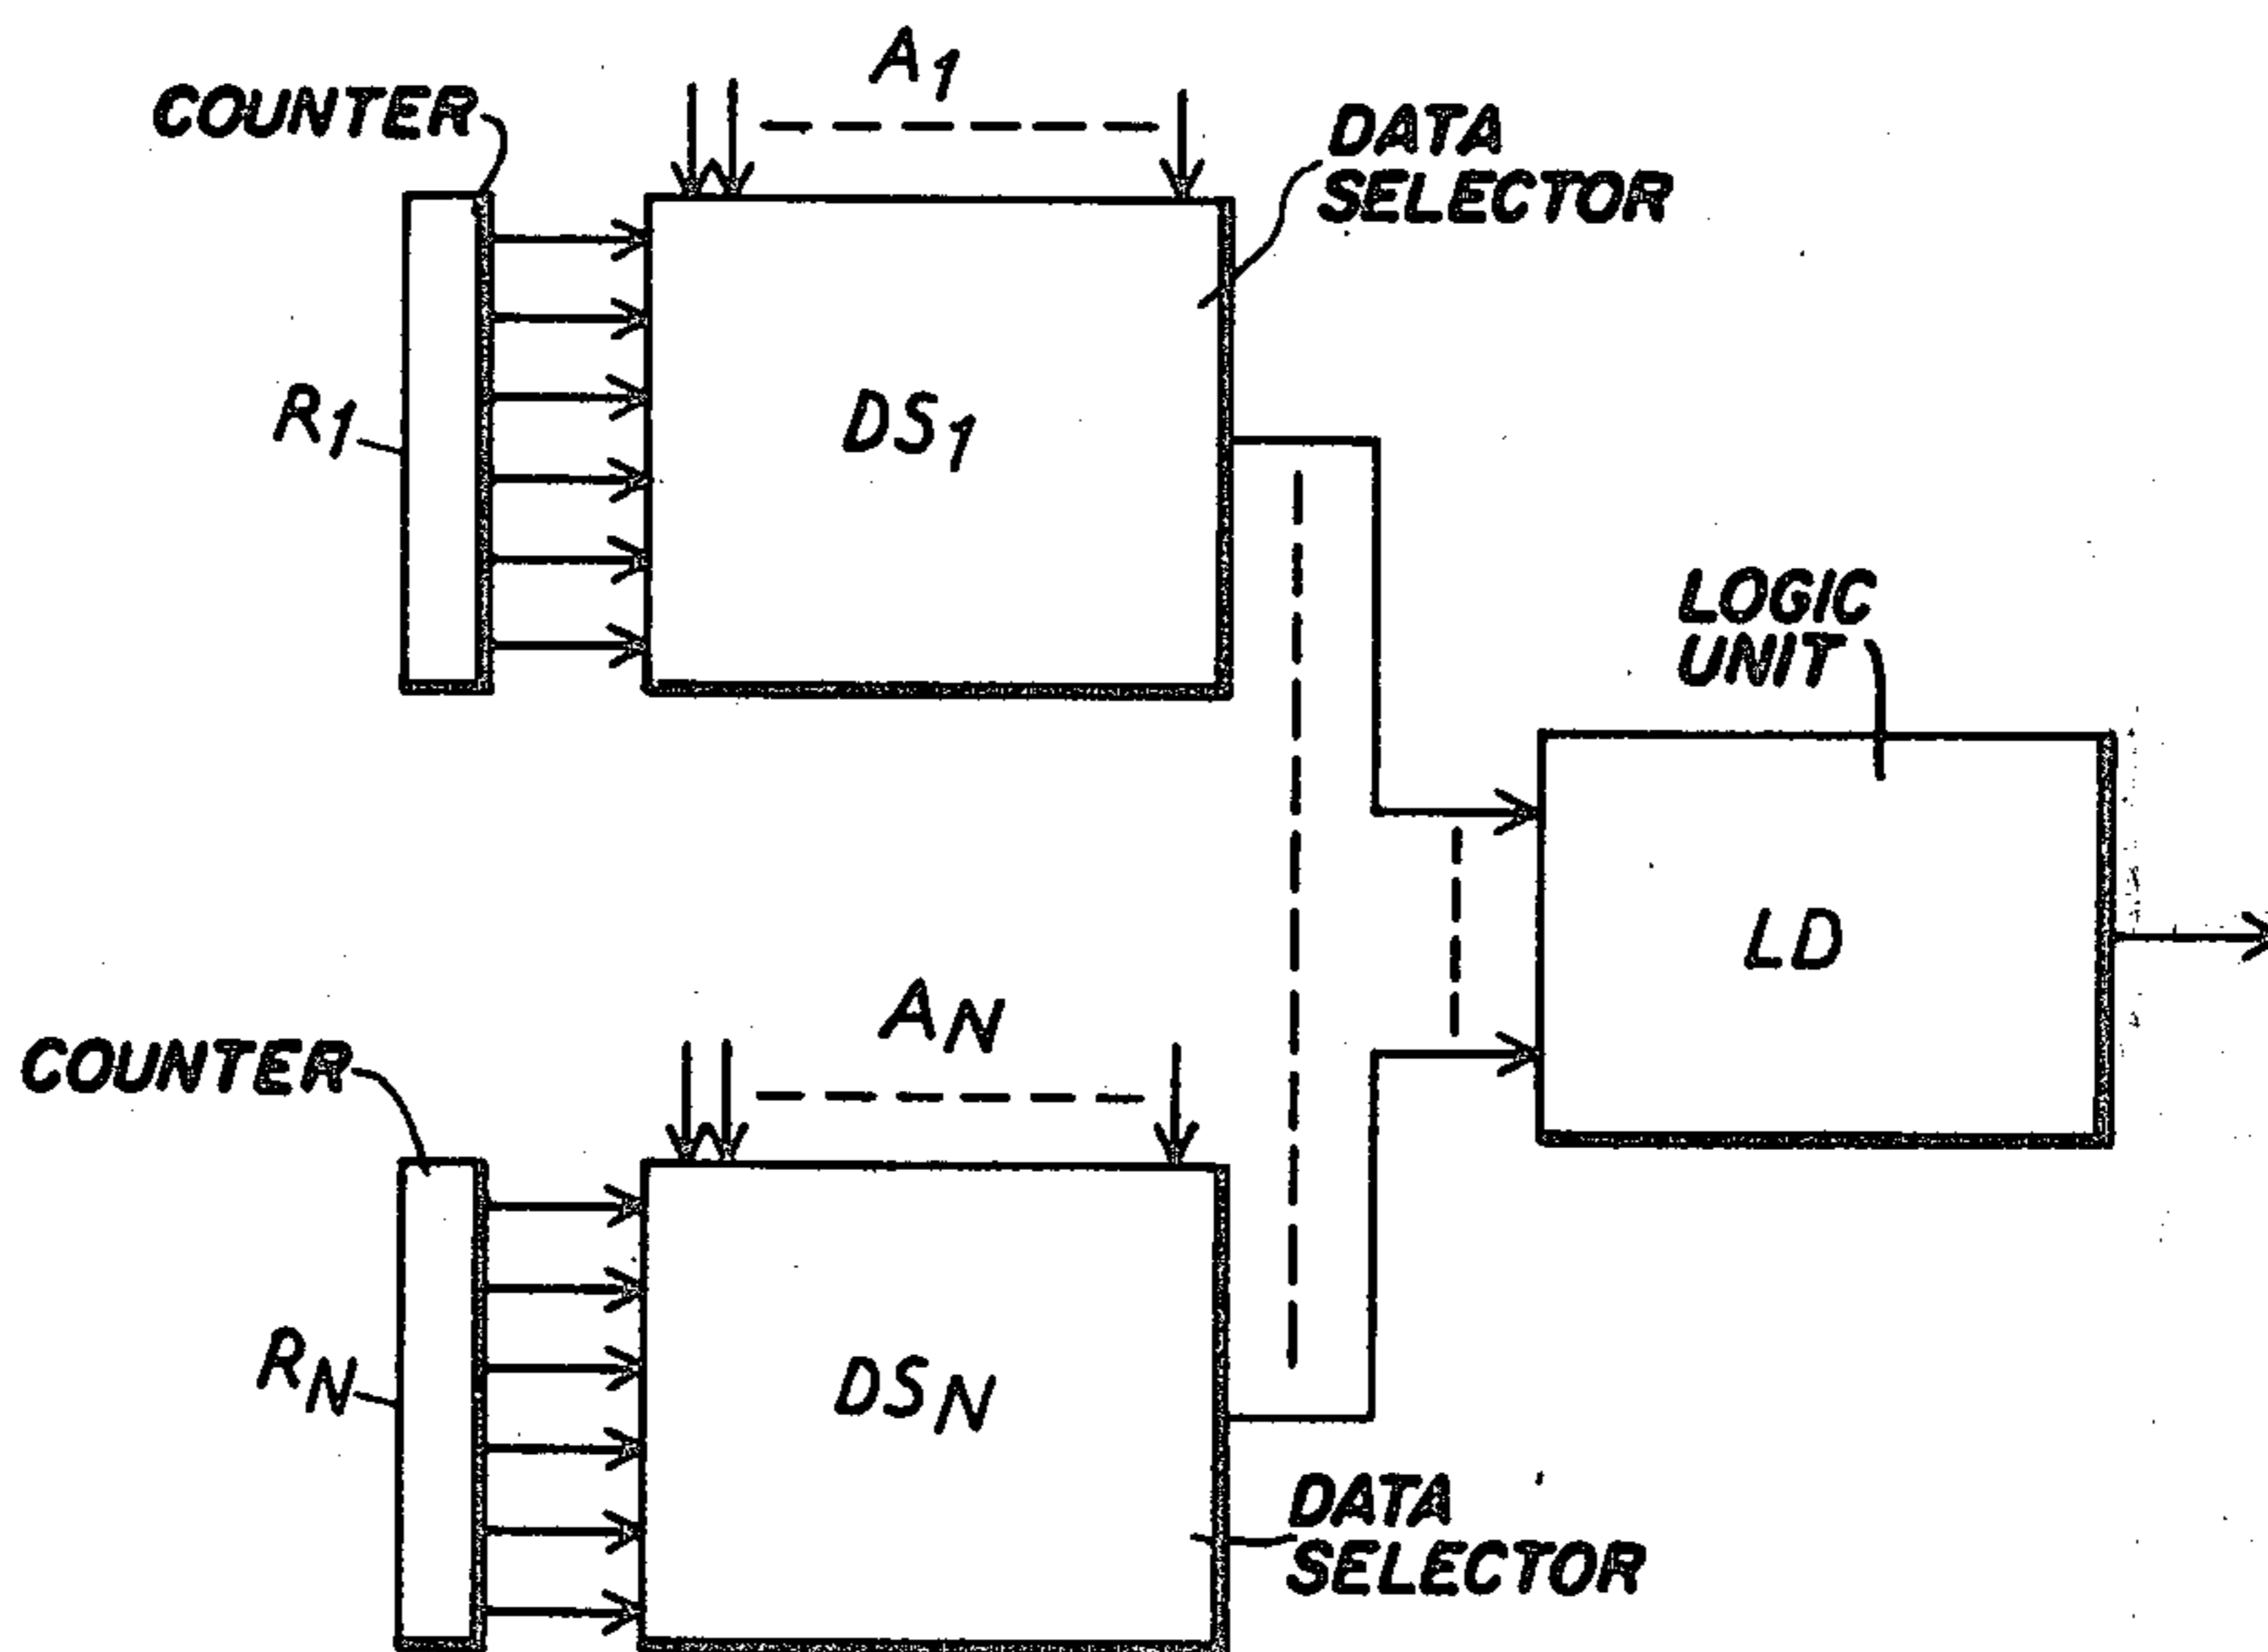 A1
COUNTER
DATA
SELECTOR
R1
DS1
LOGIC
UNIT
LD
AN
COUNTER
RN
DSN
DATA
SELECTOR